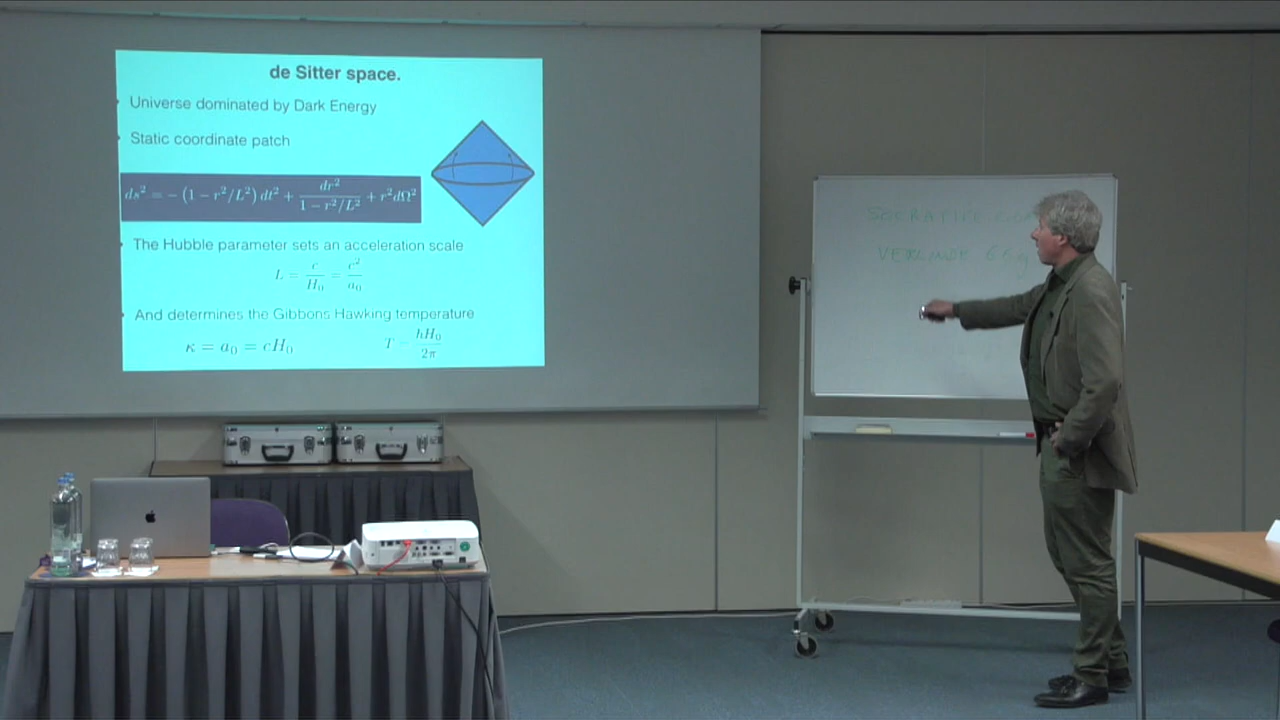 de Sitter space.
Universe dominated by Dark Energy
Static coordinate patch
ds² = − (1 − r²/L²) dt² + dr²/(1 − r²/L²) + r²dΩ²
The Hubble parameter sets an acceleration scale
L = c/H₀ = c²/a₀
And determines the Gibbons Hawking temperature
κ = a₀ = cH₀ T = ħH₀/2π